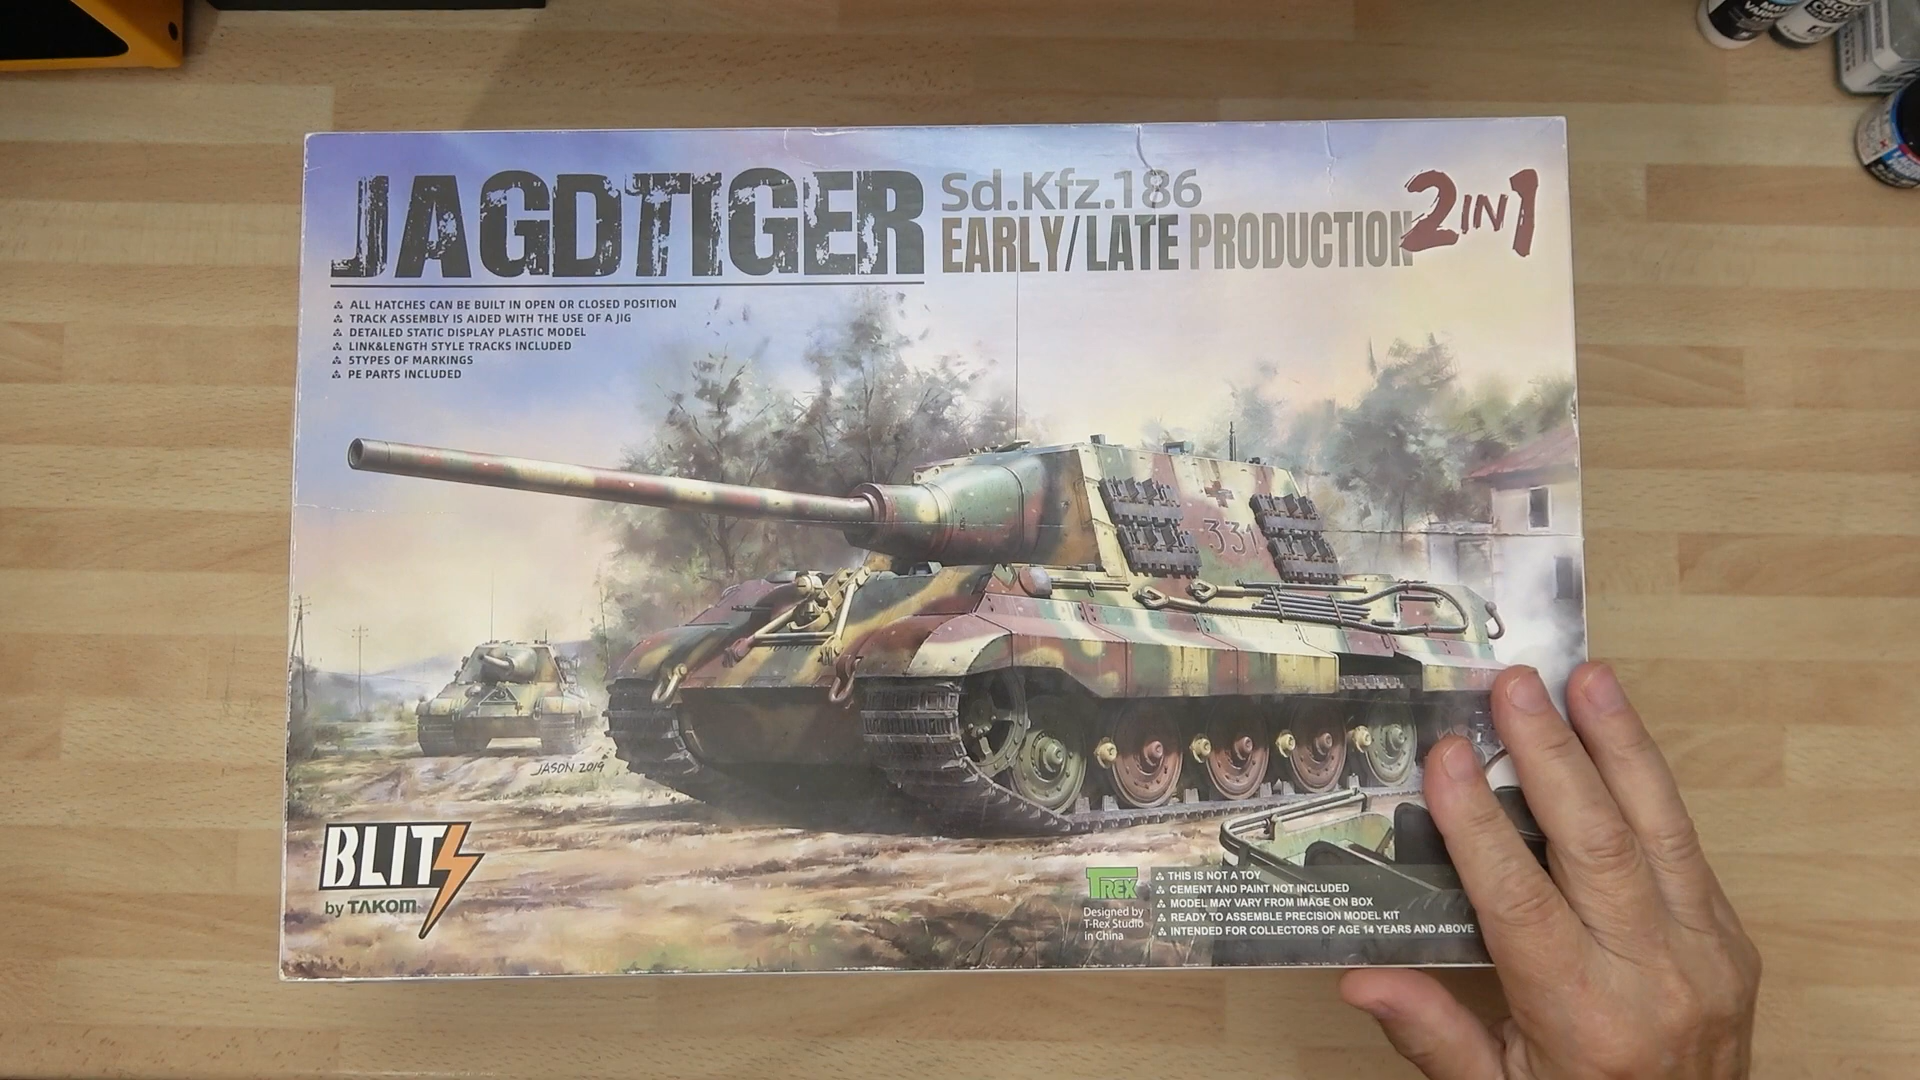 JAGDTIGER
Sd.Kfz.186
EARLY/LATE PRODUCTION
2IN1
ALL HATCHES CAN BE BUILT IN OPEN OR CLOSED POSITION
TRACK ASSEMBLY IS AIDED WITH THE USE OF A JIG
DETAILED STATIC DISPLAY PLASTIC MODEL
LINK&LENGTH STYLE TRACKS INCLUDED
5TYPES OF MARKINGS
PE PARTS INCLUDED
331
JASON 2019
BLITZ
by TAKOM
TREX
Designed by
T-Rex Studio
in China
THIS IS NOT A TOY
CEMENT AND PAINT NOT INCLUDED
MODEL MAY VARY FROM IMAGE ON BOX
READY TO ASSEMBLE PRECISION MODEL KIT
INTENDED FOR COLLECTORS OF AGE 14 YEARS AND ABOVE